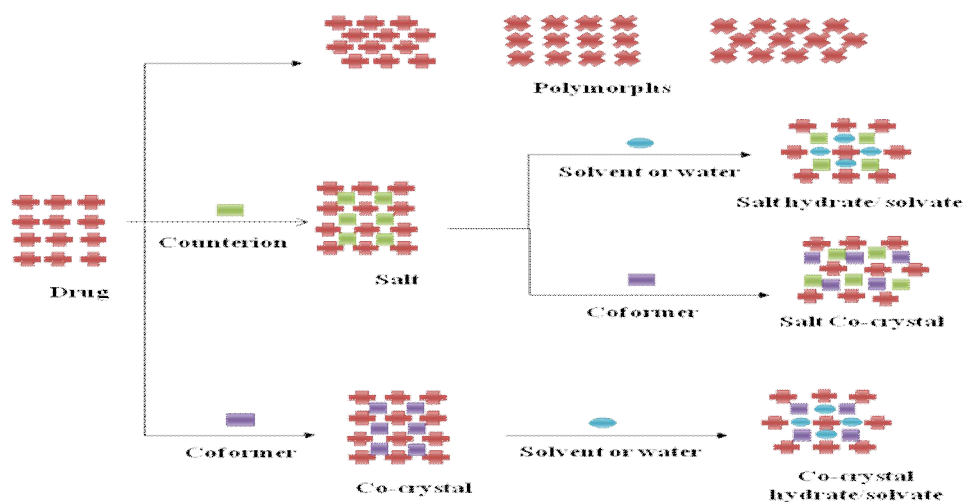 Polymorphs
Solvent or water
Salt hydrate/ solvate
Counterion
Salt
Drug
Coformer
Salt Co-crystal
Coformer
Co-crystal
Solvent or water
Co-crystal
hydrate/solvate